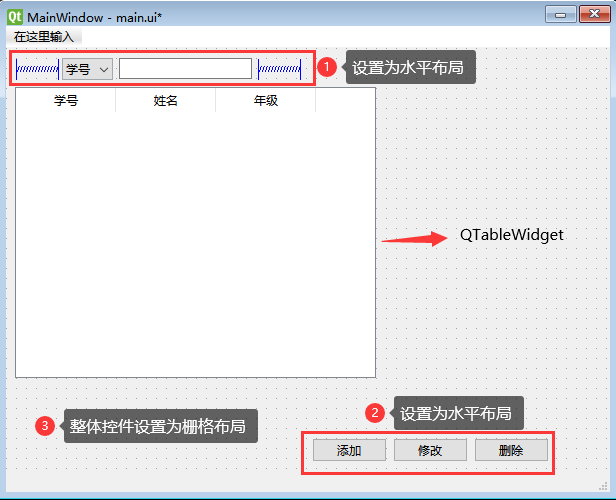 Qt MainWindow - main.ui*
在这里输入
学号
1 设置为水平布局
学号 姓名 年级
QTableWidget
2 设置为水平布局
3 整体控件设置为栅格布局
添加 修改 删除